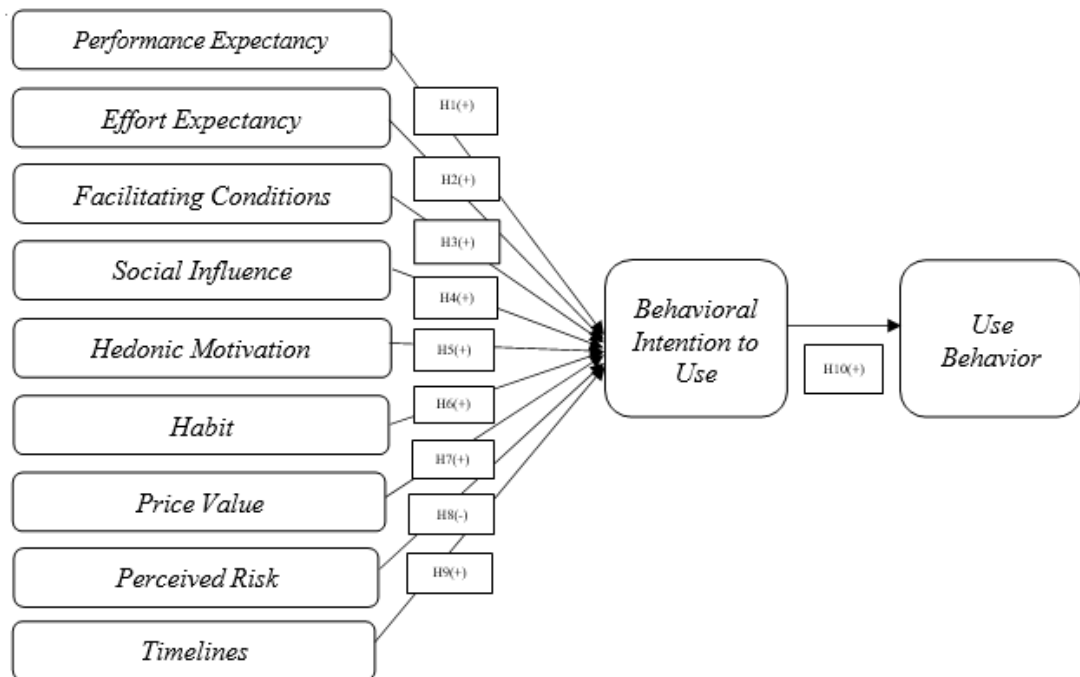 Performance Expectancy
H1(+)
Effort Expectancy
H2(+)
Facilitating Conditions
H3(+)
Social Influence
H4(+)
Hedonic Motivation
H5(+)
Habit
H6(+)
Price Value
H7(+)
Perceived Risk
H8(-)
Timelines
H9(+)
Behavioral
Intention to
Use
H10(+)
Use
Behavior